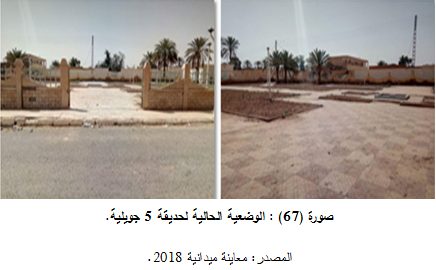 صورة (67) : الوضعية الحالية لحديقة 5 جويلية.
المصدر: معاينة ميدانية 2018.